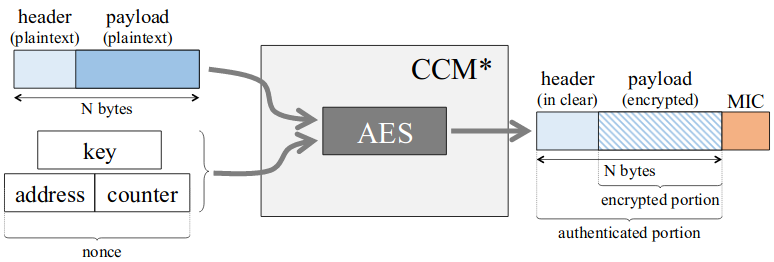 header payload
(plaintext) (plaintext)
N bytes
key
address counter
nonce
CCM*
AES
header payload MIC
(in clear) (encrypted)
N bytes
encrypted portion
authenticated portion